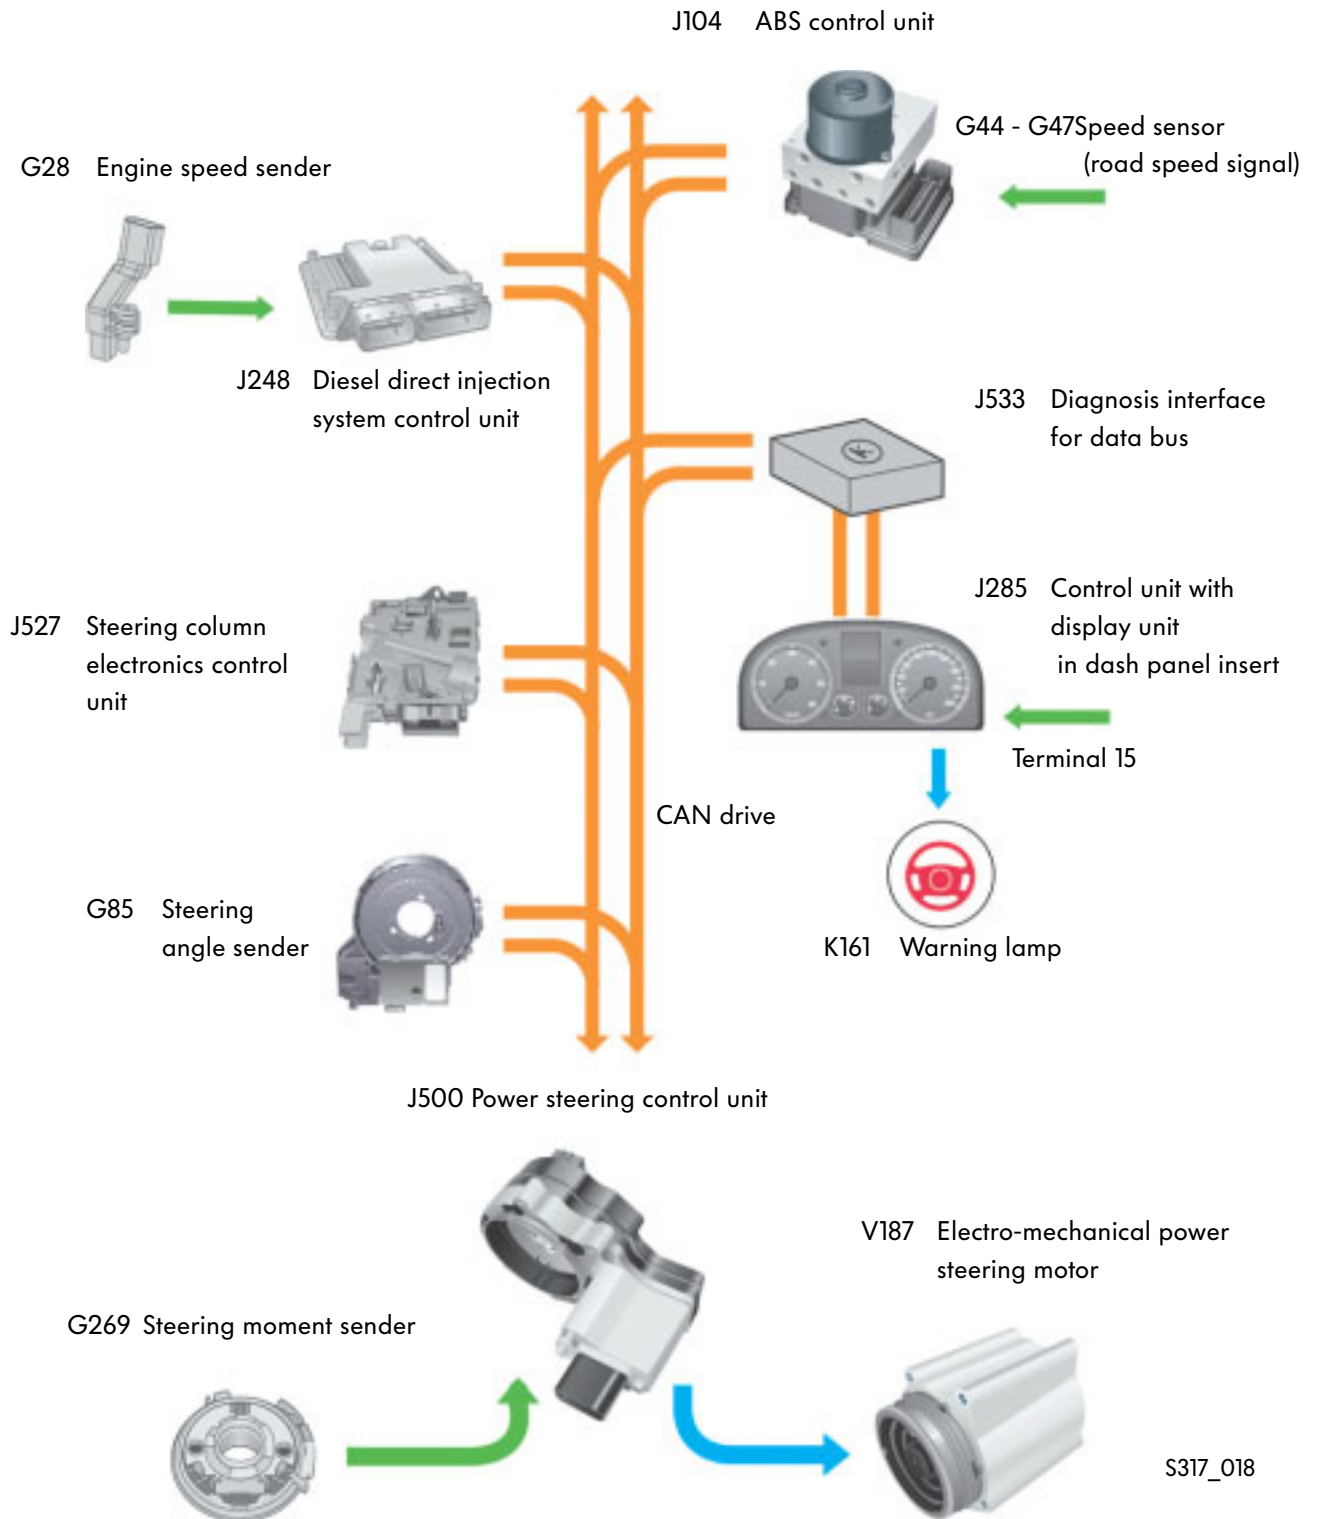 J104 ABS control unit
G44 - G47Speed sensor
(road speed signal)
G28 Engine speed sender
J248 Diesel direct injection
system control unit
J533 Diagnosis interface
for data bus
J527 Steering column
electronics control
unit
J285 Control unit with
display unit
in dash panel insert
Terminal 15
CAN drive
G85 Steering
angle sender
K161 Warning lamp
J500 Power steering control unit
V187 Electro-mechanical power
steering motor
G269 Steering moment sender
S317_018